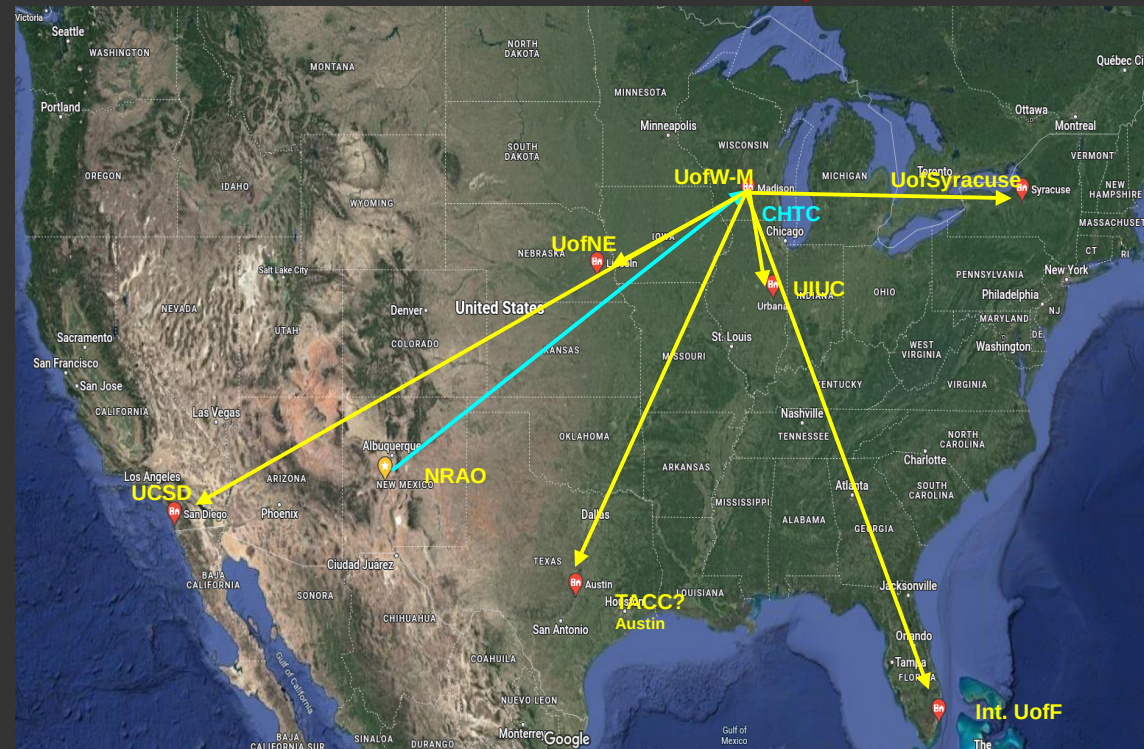 Victoria
Seattle
WASHINGTON
MONTANA
NORTH
DAKOTA
MINNESOTA
Québec Ci
Portland
Minneapolis
Ottawa
Montreal
OREGON
IDAHO
SOUTH
DAKOTA
WISCONSIN
VERMONT
UofW-M
Madison
MICHIGAN
Toronto
UofSyracuse
Syracuse
NEW
HAMPSHIRE
WYOMING
CHTC
Chicago
MASSACHUSET
UofNE
IOWA
NEBRASKA
Lincoln
CT
RI
Salt Lake City
PENNSYLVANIA
New York
NEVADA
Denver
United States
UIUC
INDIANA
OHIO
Urbana
Philadelphia
NJ
MARYLAND
Sacramento
UTAH
COLORADO
KANSAS
MISSOURI
St. Louis
WEST
VIRGINIA
DE
Washington
San Francisco
San Jose
CALIFORNIA
Las Vegas
KENTUCKY
VIRGINIA
Nashville
TENNESSEE
OKLAHOMA
NORTH
CAROLINA
Albuquerque
ARKANSAS
Charlotte
Los Angeles
UCSD
ARIZONA
NEW MEXICO
NRAO
SOUTH
CAROLINA
Atlanta
MISSISSIPPI
San Diego
Phoenix
Dallas
ALABAMA
GEORGIA
TEXAS
Ciudad Juárez
BAJA
CALIFORNIA
SONORA
Austin
LOUISIANA
Jacksonville
Houston
TACC?
Austin
CHIHUAHUA
San Antonio
Orlando
Tampa
FLORIDA
COAHUILA
Gulf of California
NUEVO LEON
Int. UofF
Monterrey
Google
Gulf of
Mexico
BAJA
CALIFORNIA SUR
SINALOA
DURANGO
The